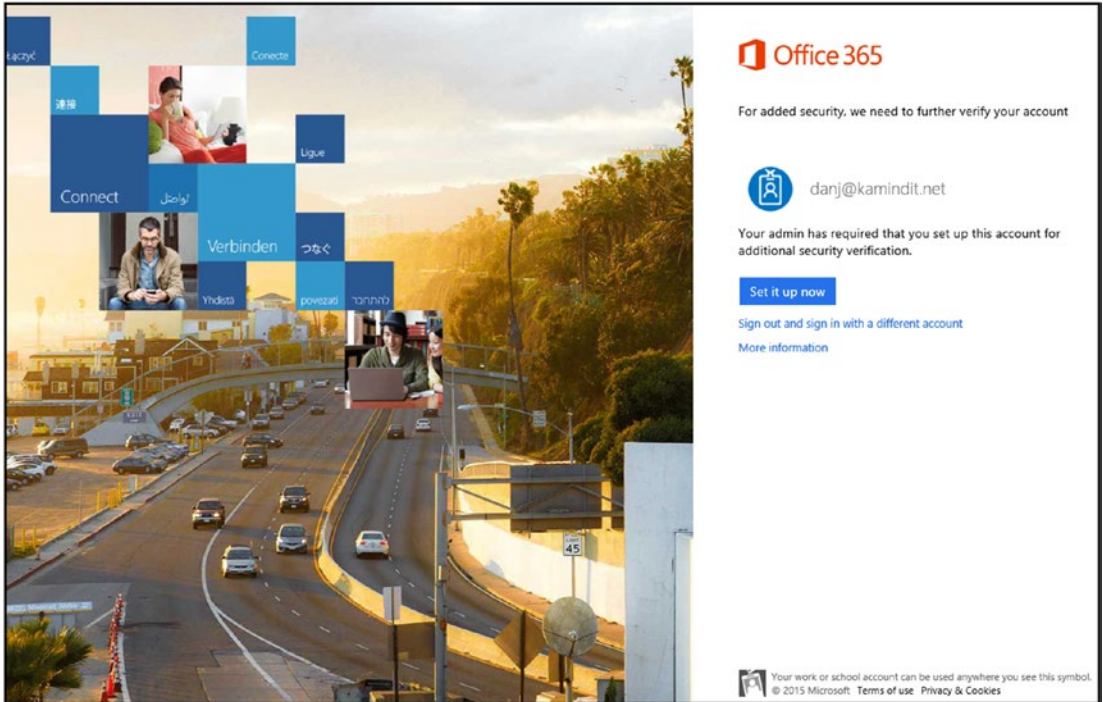 Łączyć
Conecte
連接
Ligue
Connect
تواصل
Verbinden
つなぐ
Yhdistä
povezati
להתחבר
LIMIT
45
Office 365
For added security, we need to further verify your account
danj@kamindit.net
Your admin has required that you set up this account for
additional security verification.
Set it up now
Sign out and sign in with a different account
More information
Your work or school account can be used anywhere you see this symbol.
© 2015 Microsoft Terms of use Privacy & Cookies